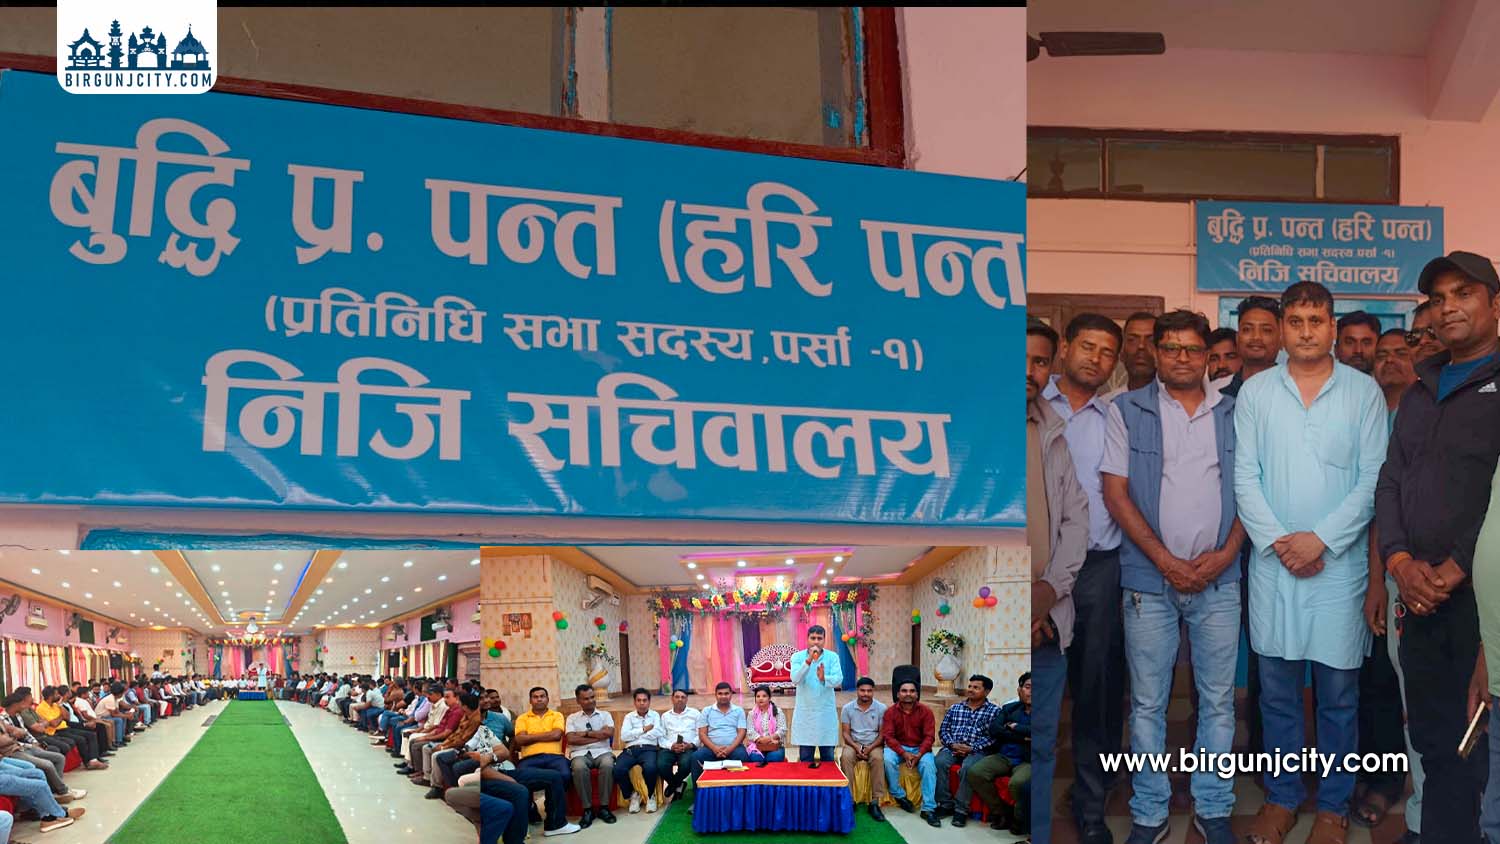 BIRGUNJCITY.COM
बुद्धि प्र. पन्त (हरि पन्त
(प्रतिनिधि सभा सदस्य,पर्सा -१)
निजि सचिवालय
बुद्धि प्र. पन्त (हरि पन्त)
(प्रतिनिधि सभा सदस्य,पर्सा -१)
निजि सचिवालय
www.birgunjcity.com